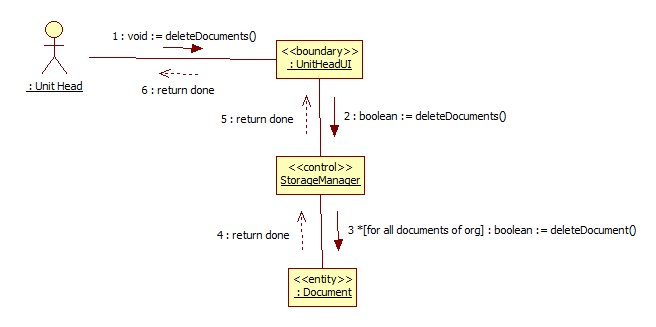 1 : void := deleteDocuments()
<<boundary>>
: UnitHeadUI
: Unit Head
6 : return done
5 : return done
2 : boolean := deleteDocuments()
<<control>>
StorageManager
4 : return done
3 *[for all documents of org] : boolean := deleteDocument()
<<entity>>
: Document